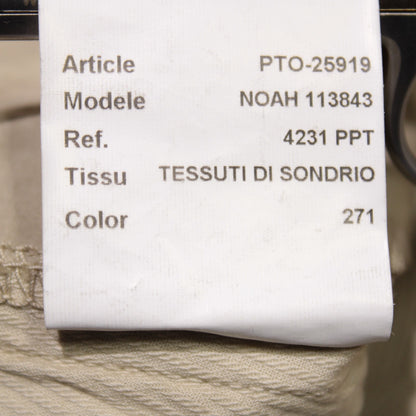 Article PTO-25919
Modele NOAH 113843
Ref. 4231 PPT
Tissu TESSUTI DI SONDRIO
Color 271